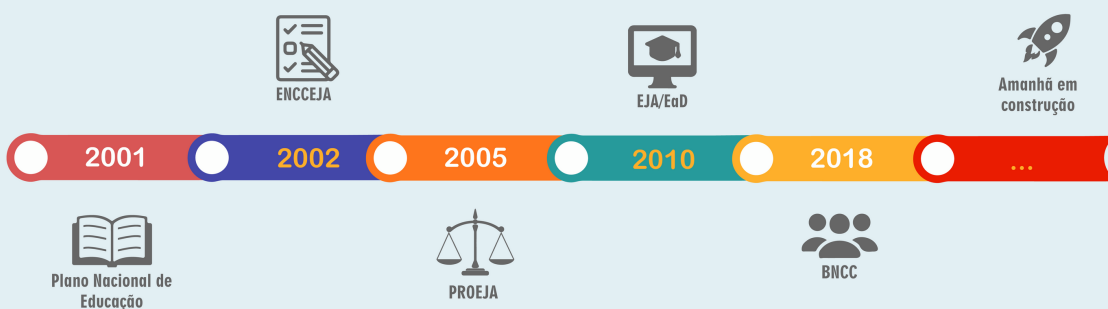 ENCCEJA
EJA/EaD
Amanhã em
construção
2001
2002
2005
2010
2018
...
Plano Nacional de
Educação
PROEJA
BNCC